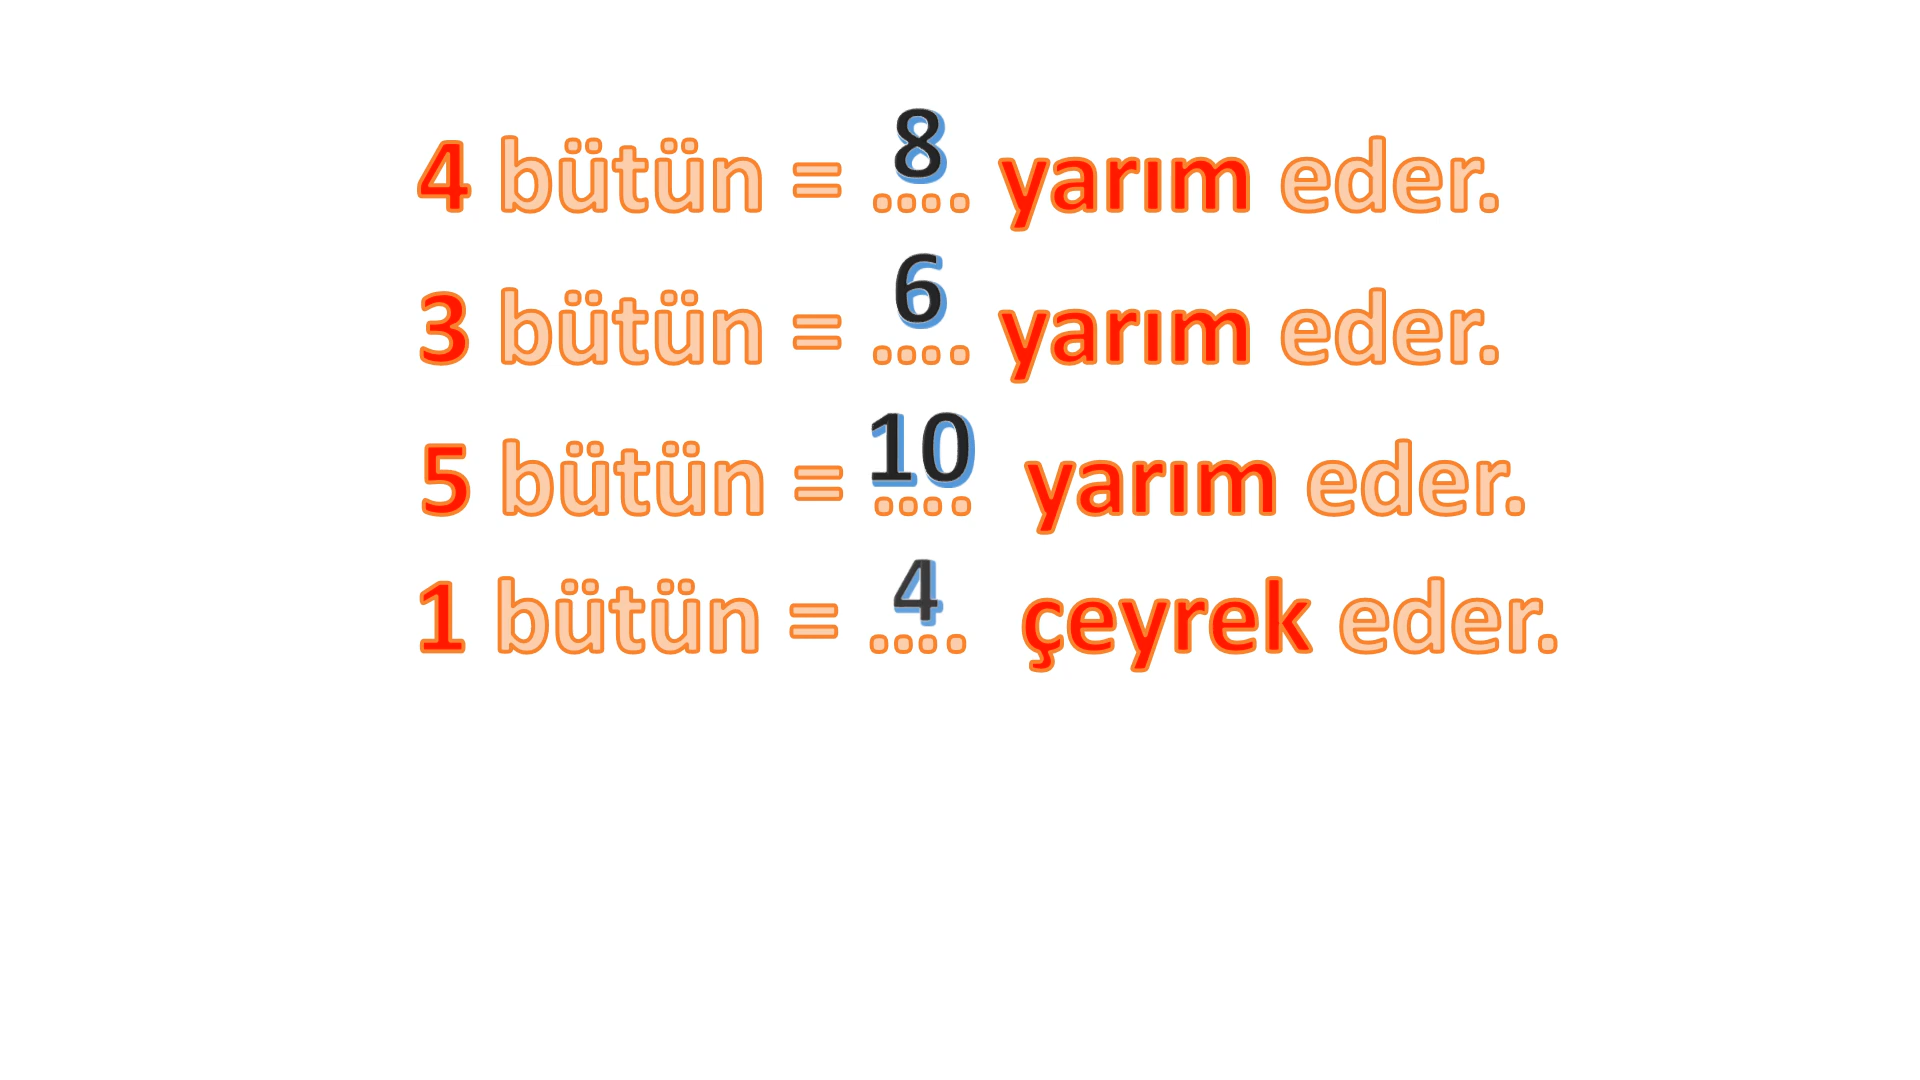 4 bütün = 8 .... yarım eder.
3 bütün = 6 .... yarım eder.
5 bütün = 10 .... yarım eder.
1 bütün = 4 .... çeyrek eder.